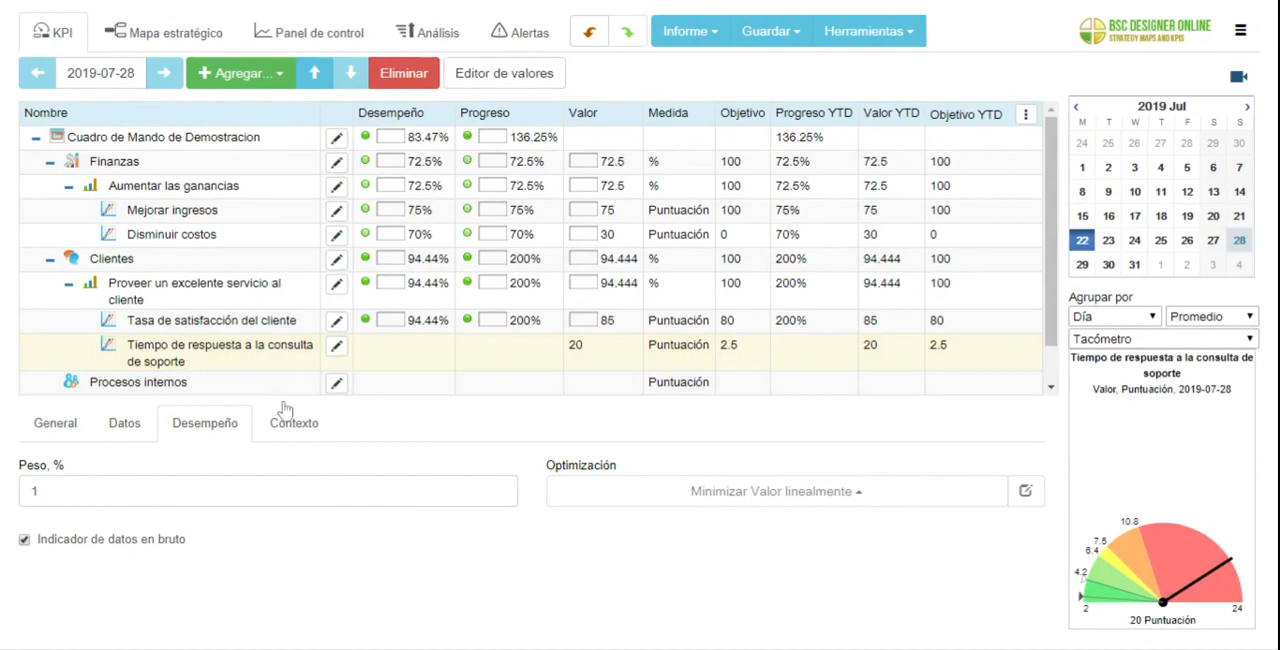 KPI Mapa estratégico Panel de control Análisis Alertas Informe Guardar Herramientas BSC DESIGNER ONLINE
STRATEGY MAPS AND KPIS
2019-07-28 Agregar... Eliminar Editor de valores
Nombre Desempeño Progreso Valor Medida Objetivo Progreso YTD Valor YTD Objetivo YTD
Cuadro de Mando de Demostracion 83.47% 136.25% 136.25%
Finanzas 72.5% 72.5% 72.5 % 100 72.5% 72.5 100
Aumentar las ganancias 72.5% 72.5% 72.5 % 100 72.5% 72.5 100
Mejorar ingresos 75% 75% 75 Puntuación 100 75% 75 100
Disminuir costos 70% 70% 30 Puntuación 0 70% 30 0
Clientes 94.44% 200% 94.444 % 100 200% 94.444 100
Proveer un excelente servicio al 94.44% 200% 94.444 % 100 200% 94.444 100
cliente
Tasa de satisfacción del cliente 94.44% 200% 85 Puntuación 80 200% 85 80
Tiempo de respuesta a la consulta 20 Puntuación 2.5 20 2.5
de soporte
Procesos internos Puntuación
General Datos Desempeño Contexto
Peso, % Optimización
1 Minimizar Valor linealmente
Indicador de datos en bruto
2019 Jul
M T W T F S S
24 25 26 27 28 29 30
1 2 3 4 5 6 7
8 9 10 11 12 13 14
15 16 17 18 19 20 21
22 23 24 25 26 27 28
29 30 31 1 2 3 4
Agrupar por
Día Promedio
Tacómetro
Tiempo de respuesta a la consulta de
soporte
Valor, Puntuación, 2019-07-28
10.8
7.5
6.4
4.2
2 24
20 Puntuación